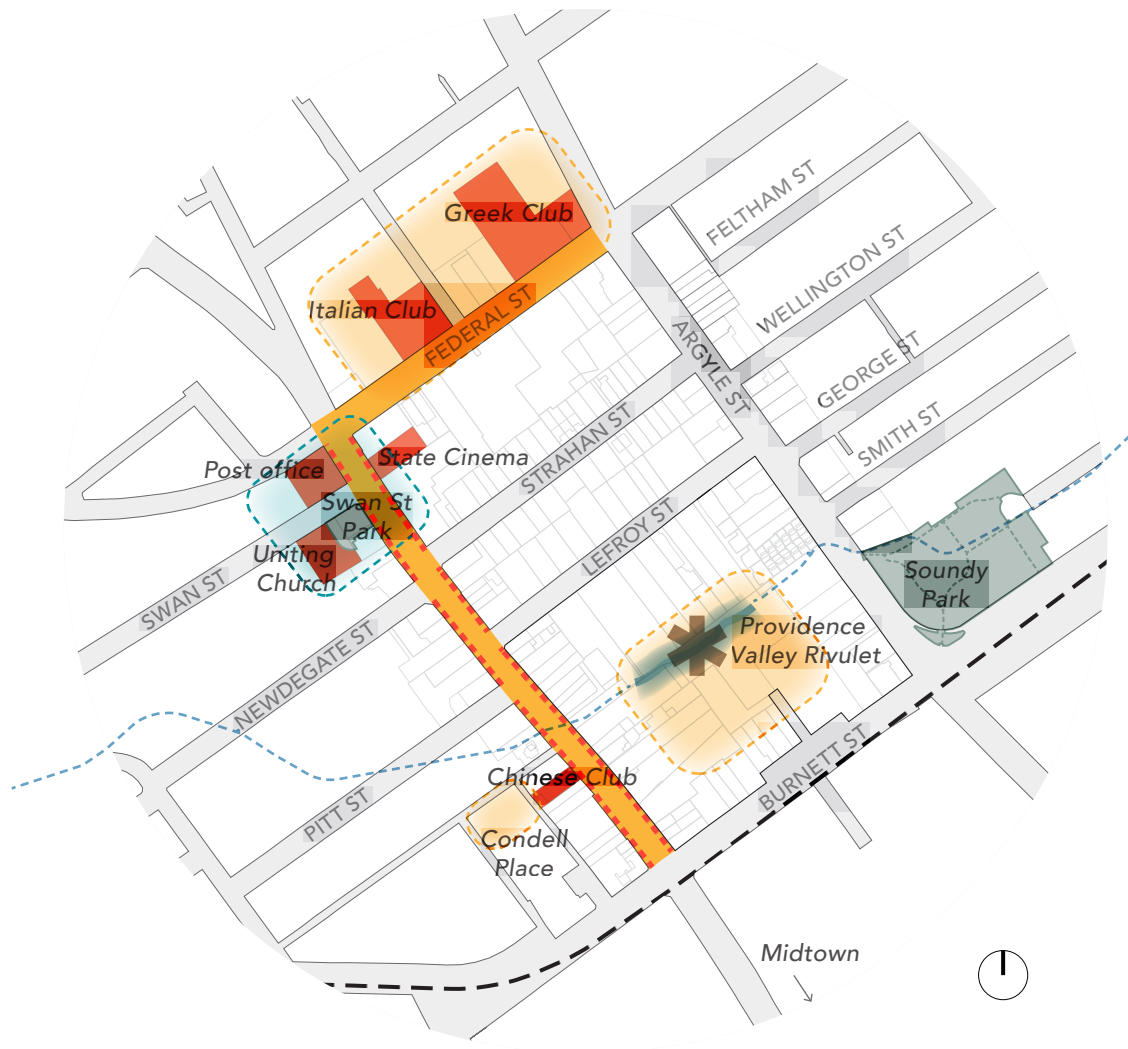 FELTHAM ST
Greek Club
WELLINGTON ST
Italian Club
FEDERAL ST
ARGYLE ST
GEORGE ST
SMITH ST
STRAHAN ST
State Cinema
Post office
Swan St
Park
LEFROY ST
Uniting
Church
SWAN ST
Soundy
Park
NEWDEGATE ST
Providence
Valley Rivulet
BURNETT ST
Chinese Club
PITT ST
Condell
Place
Midtown